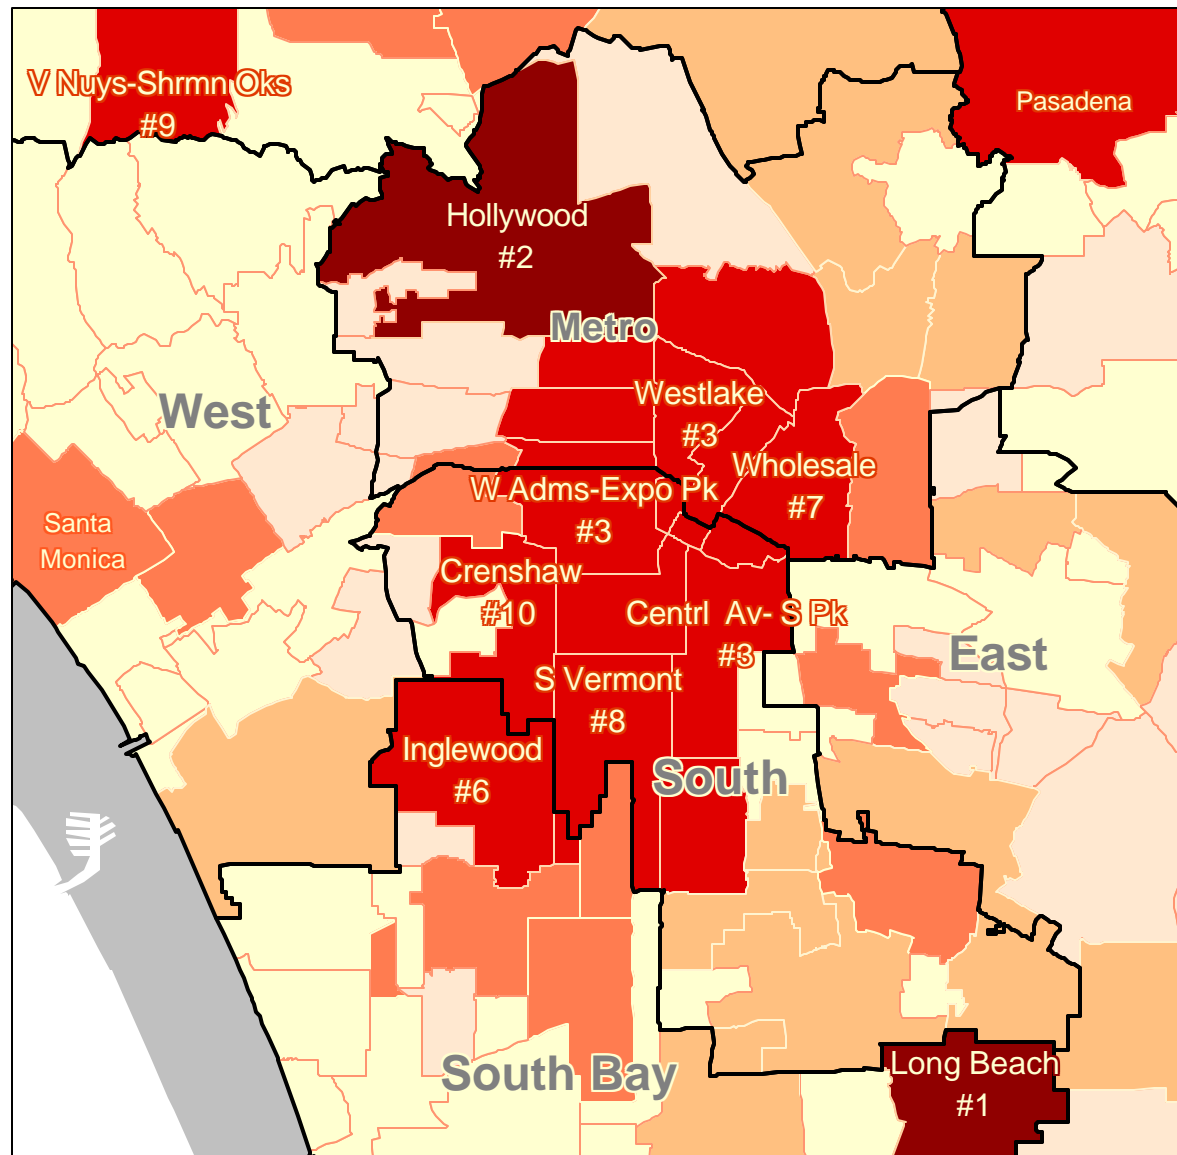 V Nuys-Shrmn Oks
#9
Pasadena
Hollywood
#2
Metro
West
Westlake
#3
Wholesale
#7
W Adms-Expo Pk
#3
Santa
Monica
Crenshaw
#10
Centrl Av- S Pk
#3
East
S Vermont
#8
Inglewood
#6
South
South Bay
Long Beach
#1